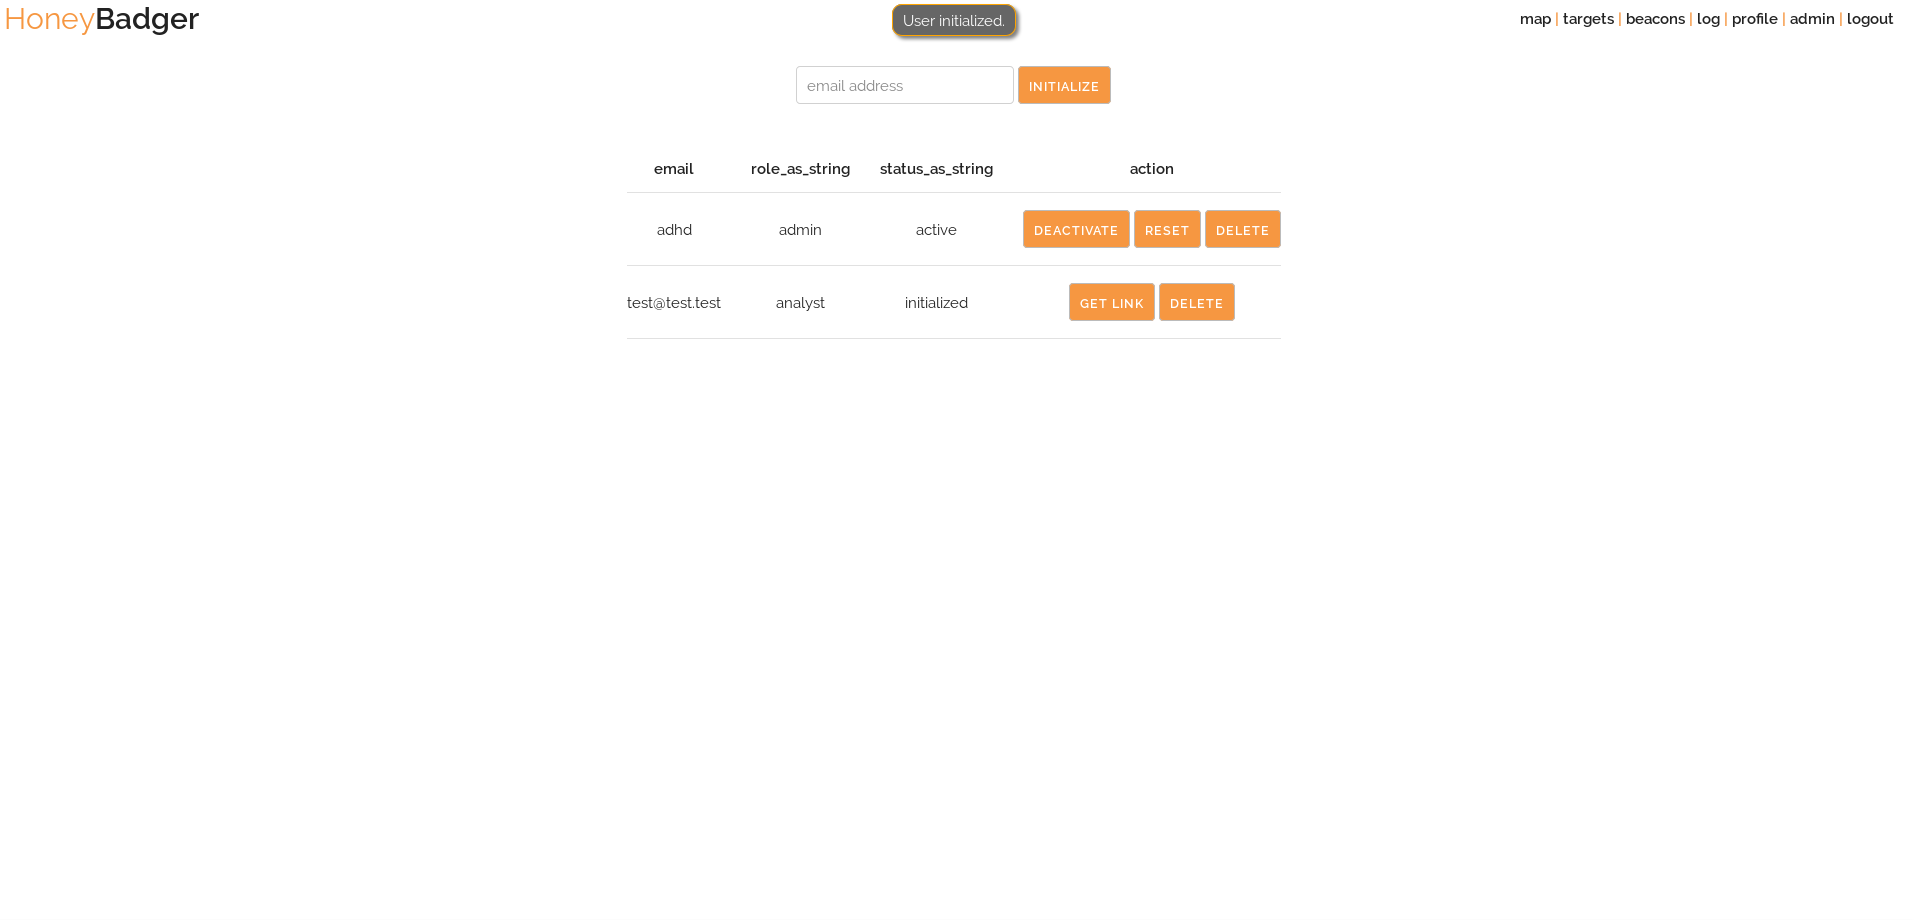 HoneyBadger
User initialized.
map | targets | beacons | log | profile | admin | logout
email address INITIALIZE
email role_as_string status_as_string action
adhd admin active DEACTIVATE RESET DELETE
test@test.test analyst initialized GET LINK DELETE